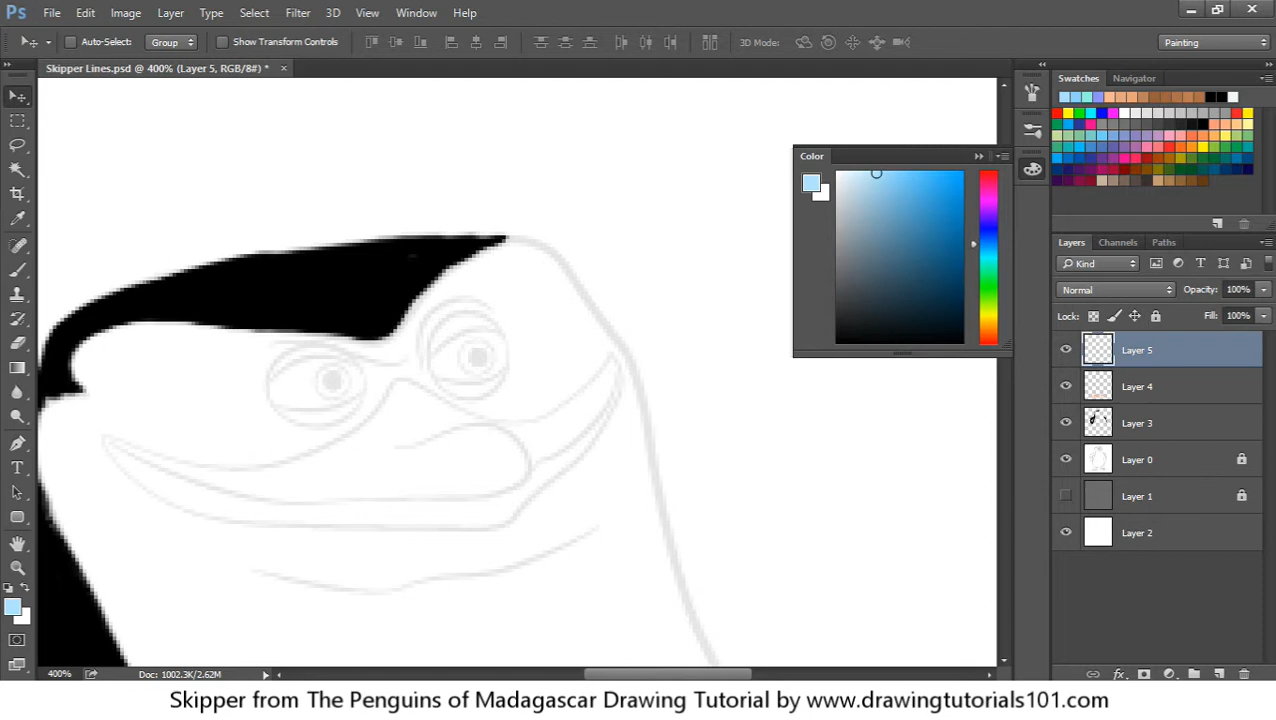 Ps File Edit Image Layer Type Select Filter 3D View Window Help
Auto-Select: Group Show Transform Controls 3D Mode: Painting
Skipper Lines.psd @ 400% (Layer 5, RGB/8#) *
Swatches Navigator
Color
Layers Channels Paths
Kind
Normal Opacity: 100%
Lock: Fill: 100%
Layer 5
Layer 4
Layer 3
Layer 0
Layer 1
Layer 2
400% Doc: 1002.3K/2.62M
Skipper from The Penguins of Madagascar Drawing Tutorial by www.drawingtutorials101.com